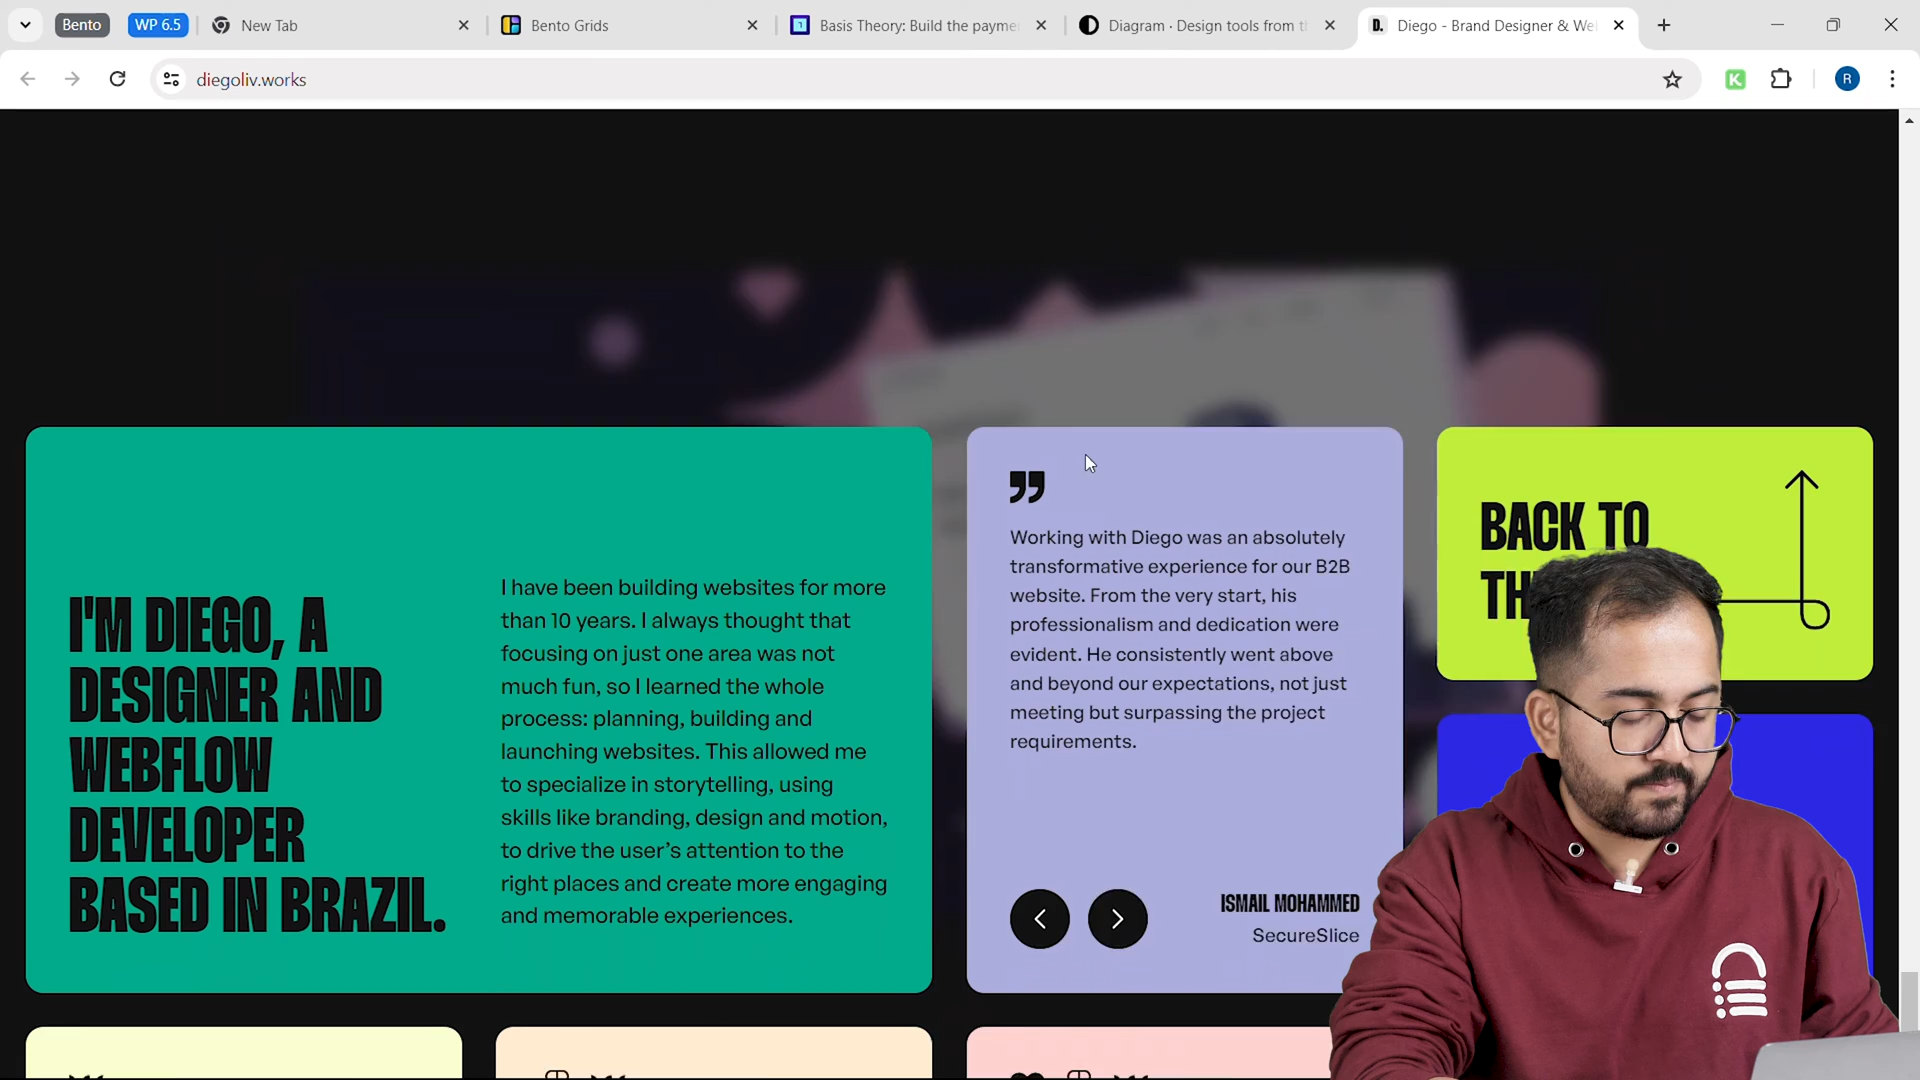 Bento
WP 6.5
New Tab
Bento Grids
Basis Theory: Build the payme
Diagram · Design tools from t
D.
Diego - Brand Designer & We
diegoliv.works
K
R
I'M DIEGO, A
DESIGNER AND
WEBFLOW
DEVELOPER
BASED IN BRAZIL.
I have been building websites for more
than 10 years. I always thought that
focusing on just one area was not
much fun, so I learned the whole
process: planning, building and
launching websites. This allowed me
to specialize in storytelling, using
skills like branding, design and motion,
to drive the user’s attention to the
right places and create more engaging
and memorable experiences.
Working with Diego was an absolutely
transformative experience for our B2B
website. From the very start, his
professionalism and dedication were
evident. He consistently went above
and beyond our expectations, not just
meeting but surpassing the project
requirements.
ISMAIL MOHAMMED
SecureSlice
BACK TO